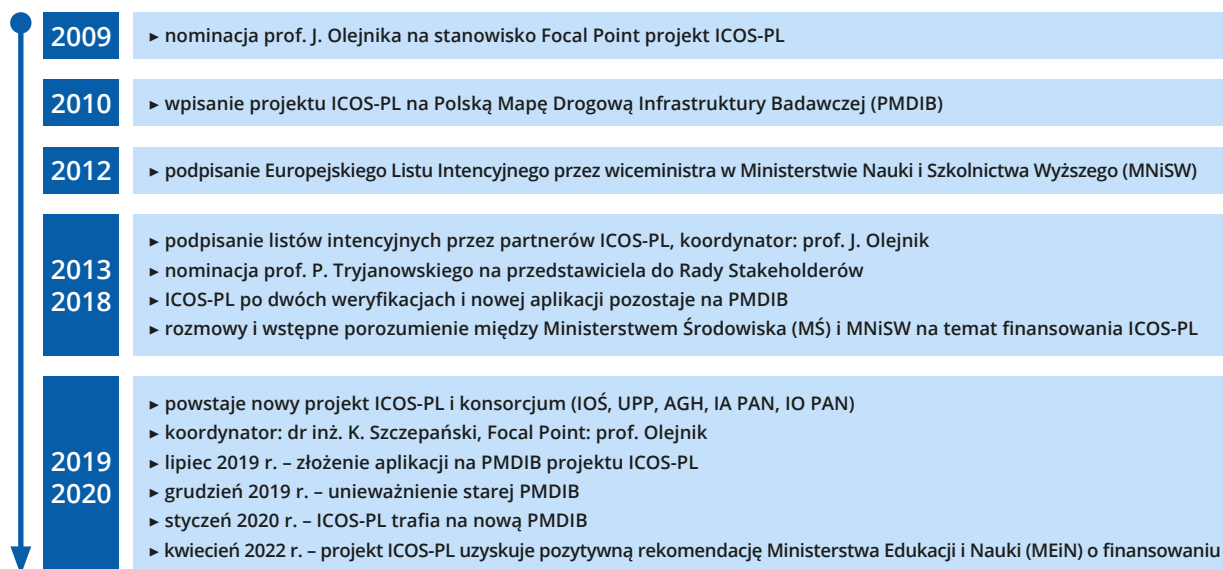 2009
▸ nominacja prof. J. Olejnika na stanowisko Focal Point projekt ICOS-PL
2010
▸ wpisanie projektu ICOS-PL na Polską Mapę Drogową Infrastruktury Badawczej (PMDIB)
2012
▸ podpisanie Europejskiego Listu Intencyjnego przez wiceministra w Ministerstwie Nauki i Szkolnictwa Wyższego (MNiSW)
2013
2018
▸ podpisanie listów intencyjnych przez partnerów ICOS-PL, koordynator: prof. J. Olejnik
▸ nominacja prof. P. Tryjanowskiego na przedstawiciela do Rady Stakeholderów
▸ ICOS-PL po dwóch weryfikacjach i nowej aplikacji pozostaje na PMDIB
▸ rozmowy i wstępne porozumienie między Ministerstwem Środowiska (MŚ) i MNiSW na temat finansowania ICOS-PL
2019
2020
▸ powstaje nowy projekt ICOS-PL i konsorcjum (IOŚ, UPP, AGH, IA PAN, IO PAN)
▸ koordynator: dr inż. K. Szczepański, Focal Point: prof. Olejnik
▸ lipiec 2019 r. – złożenie aplikacji na PMDIB projektu ICOS-PL
▸ grudzień 2019 r. – unieważnienie starej PMDIB
▸ styczeń 2020 r. – ICOS-PL trafia na nową PMDIB
▸ kwiecień 2022 r. – projekt ICOS-PL uzyskuje pozytywną rekomendację Ministerstwa Edukacji i Nauki (MEiN) o finansowaniu